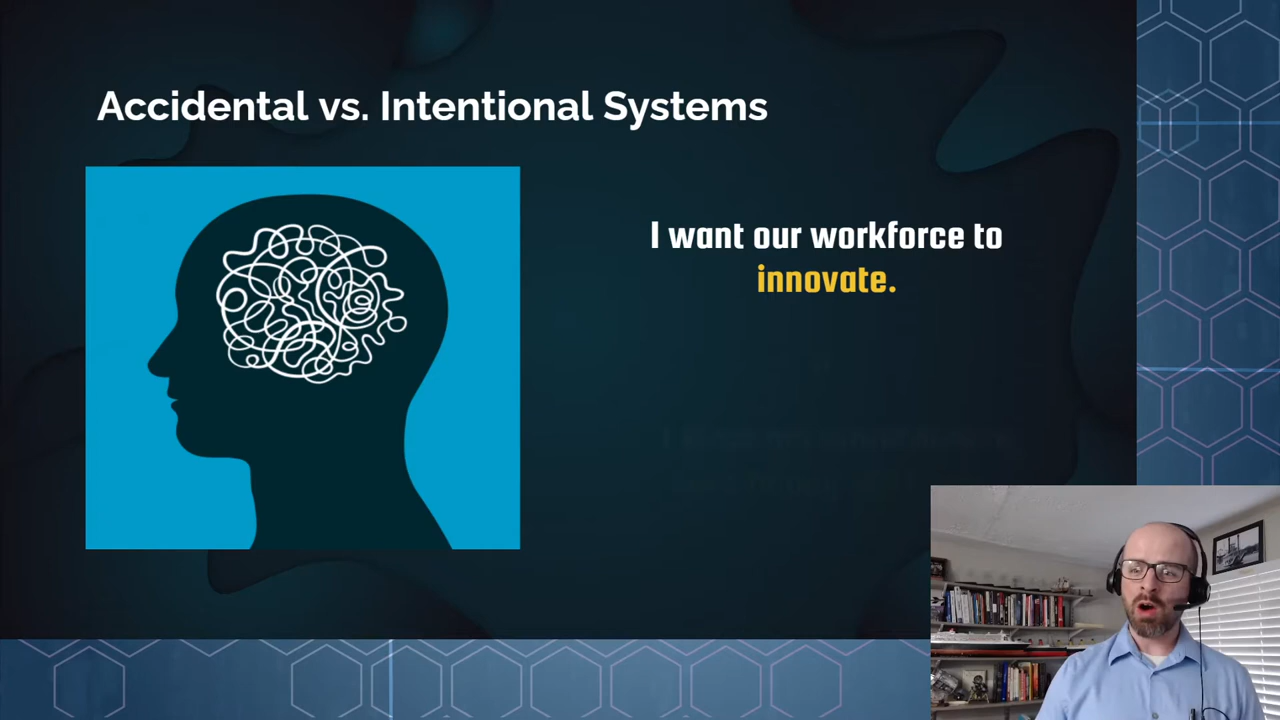 Accidental vs. Intentional Systems
I want our workforce to
innovate.